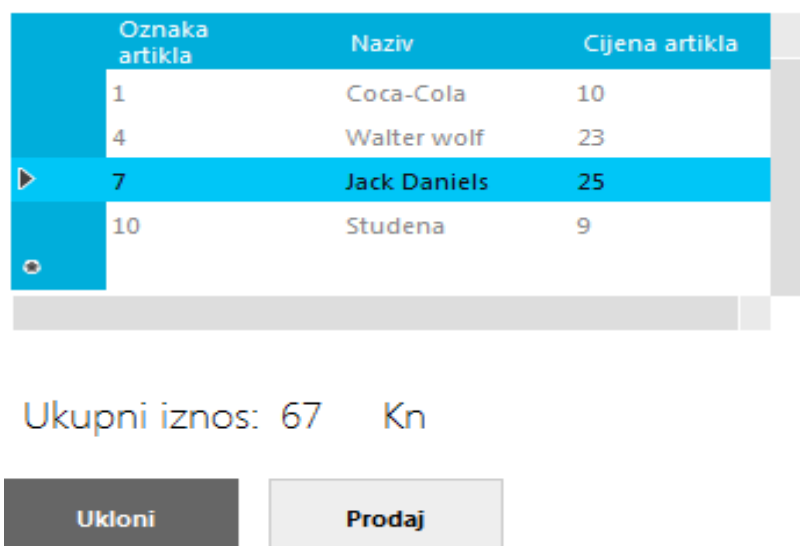 Oznaka artikla Naziv Cijena artikla
1 Coca-Cola 10
4 Walter wolf 23
7 Jack Daniels 25
10 Studena 9
Ukupni iznos: 67 Kn
Ukloni Prodaj